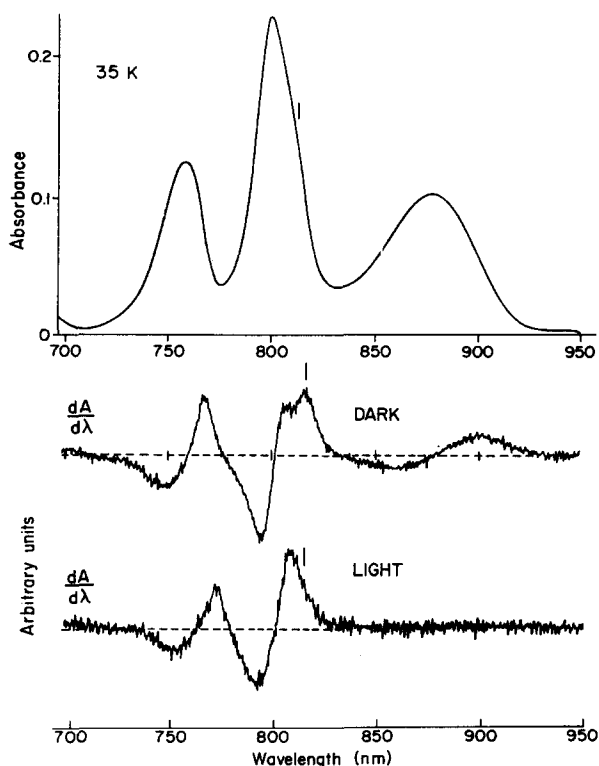 0.2
35 K
Absorbance
0.1
0
700 750 800 850 900 950
dA
dλ
DARK
Arbitrary units
dA
dλ
LIGHT
700 750 800 850 900 950
Wavelength (nm)